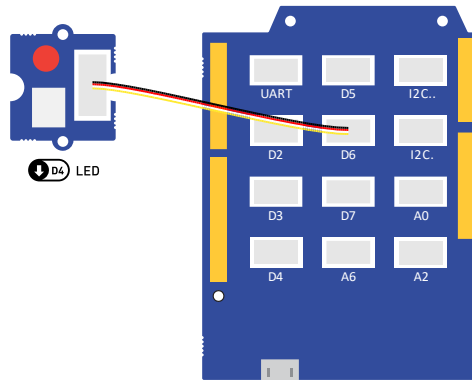 UART D5 I2C..
D2 D6 I2C.
D4 LED
D3 D7 A0
D4 A6 A2